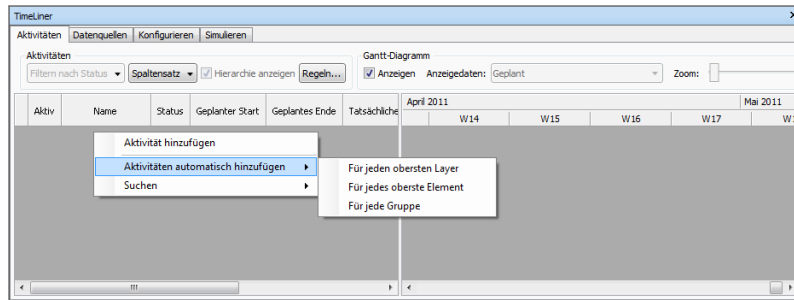 TimeLiner
Aktivitäten Datenquellen Konfigurieren Simulieren
Aktivitäten Gantt-Diagramm
Filtern nach Status Spaltensatz Hierarchie anzeigen Regeln... Anzeigen Anzeigedaten: Geplant Zoom:
April 2011 Mai 2011
Aktiv Name Status Geplanter Start Geplantes Ende Tatsächliche W14 W15 W16 W17 W
Aktivität hinzufügen
Aktivitäten automatisch hinzufügen Für jeden obersten Layer
Suchen Für jedes oberste Element
Für jede Gruppe